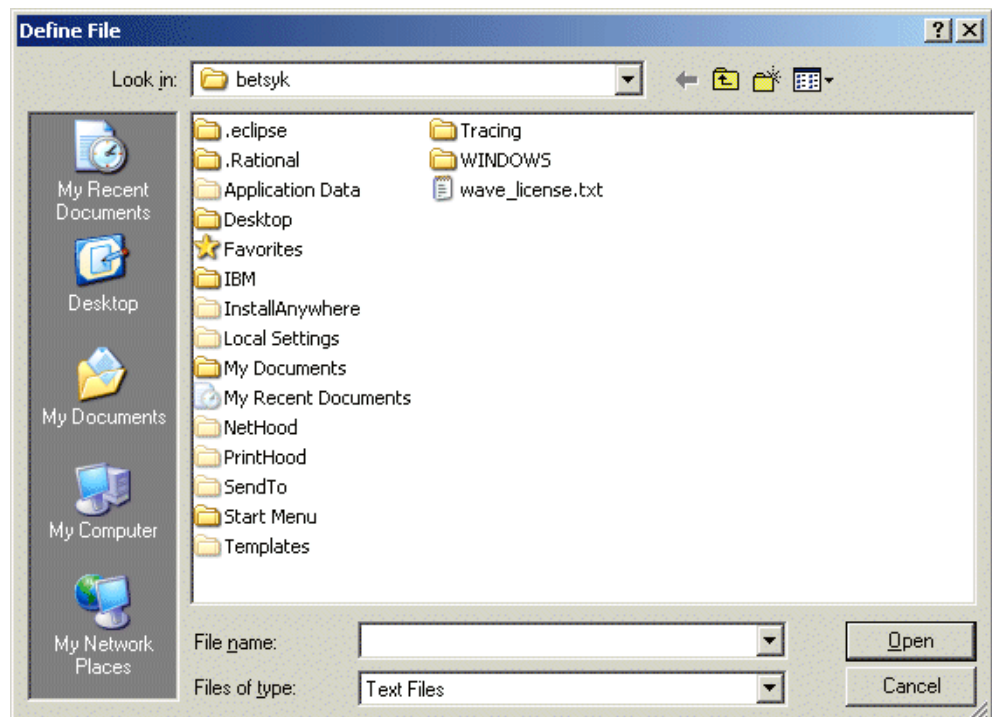 Define File
Look in:
betsyk
My Recent
Documents
Desktop
My Documents
My Computer
My Network
Places
.eclipse
.Rational
Application Data
Desktop
Favorites
IBM
InstallAnywhere
Local Settings
My Documents
My Recent Documents
NetHood
PrintHood
SendTo
Start Menu
Templates
Tracing
WINDOWS
wave_license.txt
File name:
Open
Files of type:
Text Files
Cancel